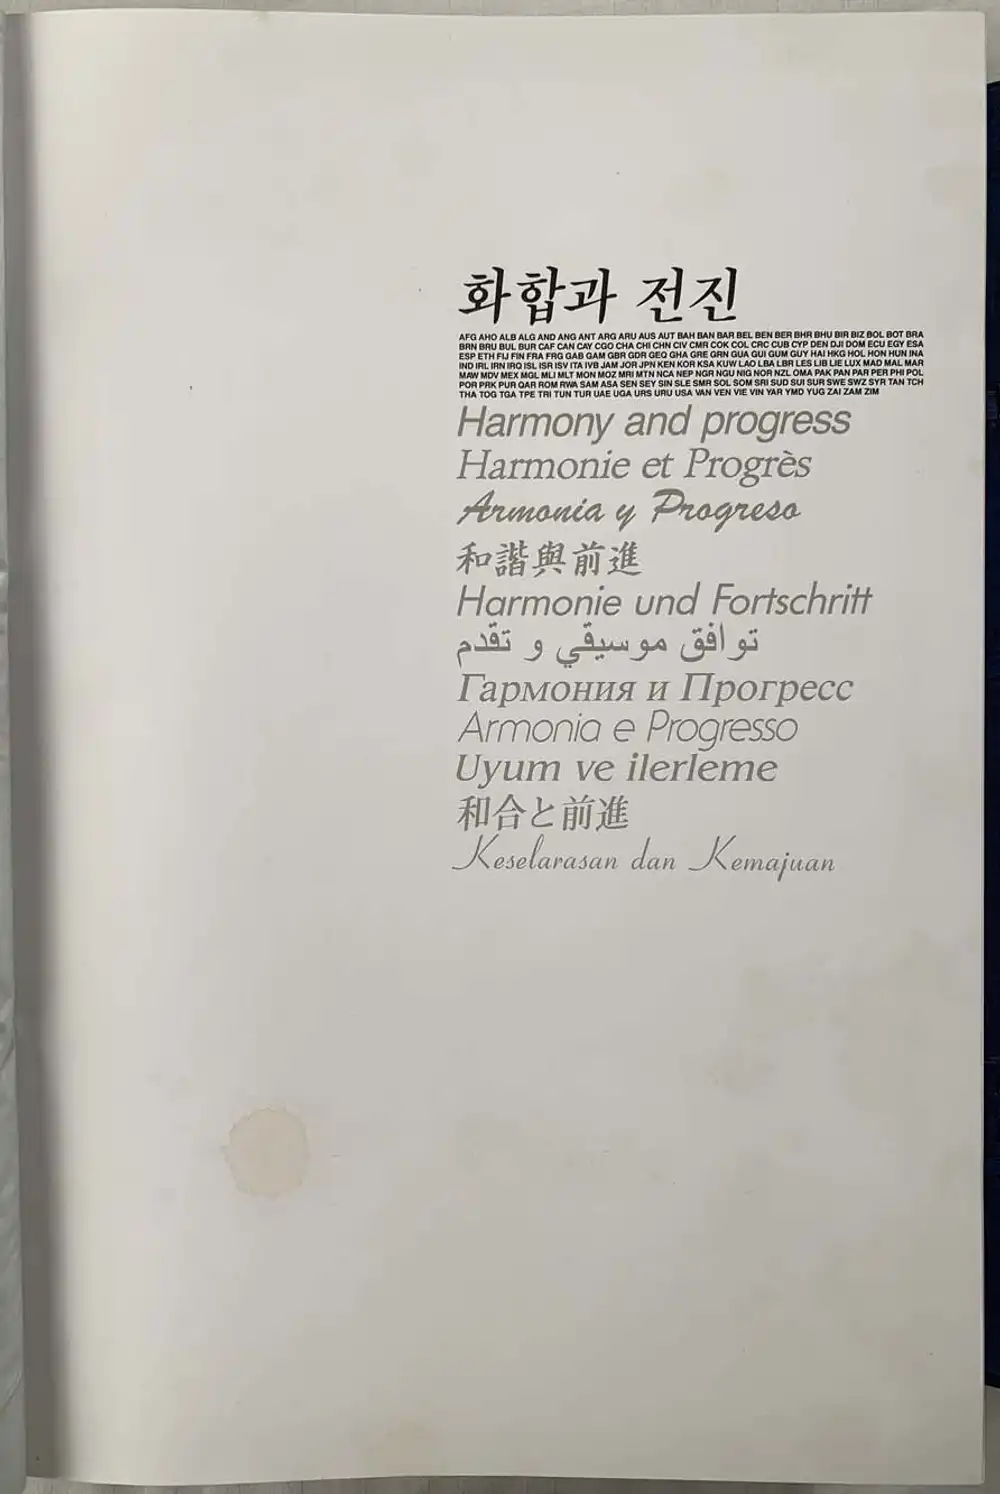 화합과 전진
AFG AHO ALB ALG AND ANG ANT ARG ARU AUS AUT BAH BAN BAR BEL BEN BER BHR BHU BIR BIZ BOL BOT BRA
BRN BRU BUL BUR CAF CAN CAY CGO CHA CHI CHN CIV CMR COK COL CRC CUB CYP DEN DJI DOM ECU EGY ESA
ESP ETH FIJ FIN FRA FRG GAB GAM GBR GDR GEQ GHA GRE GRN GUA GUI GUM GUY HAI HKG HOL HON HUN INA
IND IRL IRN IRQ ISL ISR ISV ITA IVB JAM JOR JPN KEN KOR KSA KUW LAO LBA LBR LES LIB LIE LUX MAD MAL MAR
MAW MDV MEX MGL MLI MLT MON MOZ MRI MTN NCA NEP NGR NGU NIG NOR NZL OMA PAK PAN PAR PER PHI POL
POR PRK PUR QAR ROM RWA SAM ASA SEN SEY SIN SLE SMR SOL SOM SRI SUD SUI SUR SWE SWZ SYR TAN TCH
THA TOG TGA TPE TRI TUN TUR UAE UGA URS URU USA VAN VEN VIE VIN YAR YMD YUG ZAI ZAM ZIM
Harmony and progress
Harmonie et Progrès
Armonia y Progreso
和諧與前進
Harmonie und Fortschritt
توافق موسيقي و تقدم
Гармония и Прогресс
Armonia e Progresso
Uyum ve ilerleme
和合と前進
Keselarasan dan Kemajuan